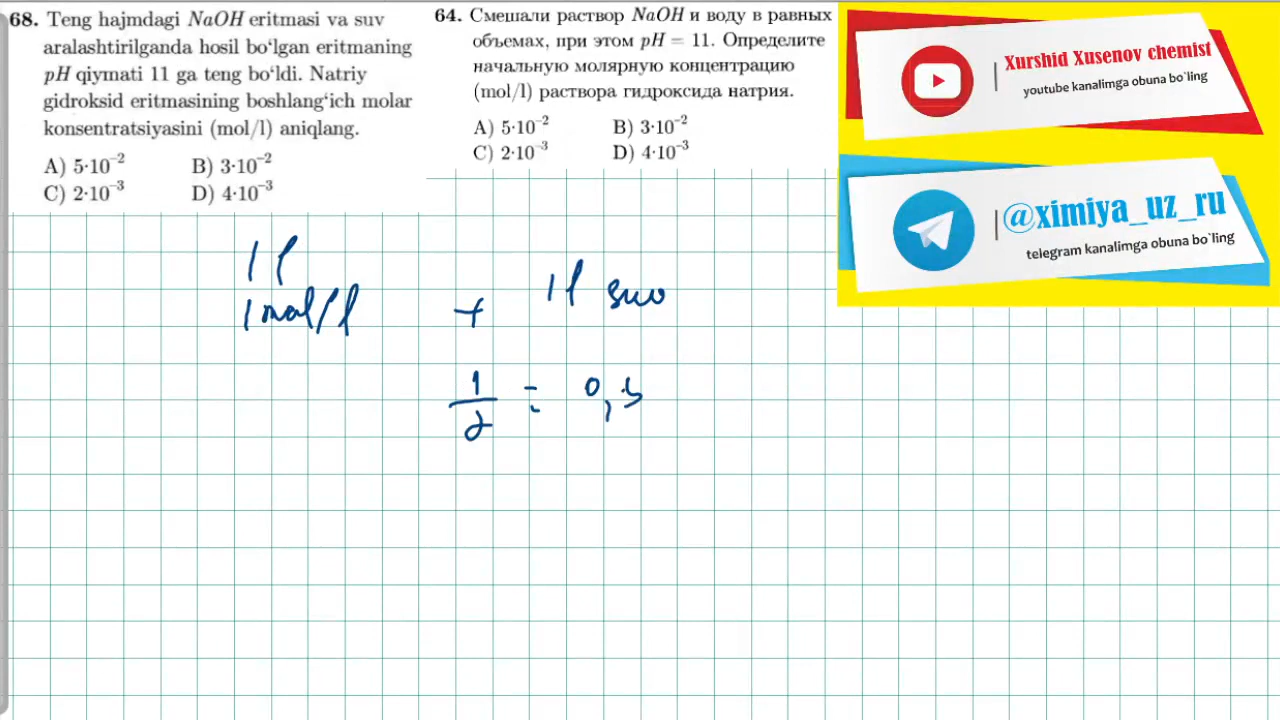 68. Teng hajmdagi NaOH eritmasi va suv
aralashtirilganda hosil bo‘lgan eritmaning
pH qiymati 11 ga teng bo‘ldi. Natriy
gidroksid eritmasining boshlang‘ich molar
konsentratsiyasini (mol/l) aniqlang.
A) 5·10⁻² B) 3·10⁻²
C) 2·10⁻³ D) 4·10⁻³
64. Смешали раствор NaOH и воду в равных
объемах, при этом pH = 11. Определите
начальную молярную концентрацию
(mol/l) раствора гидроксида натрия.
A) 5·10⁻² B) 3·10⁻²
C) 2·10⁻³ D) 4·10⁻³
Xurshid Xusenov chemist
youtube kanalimga obuna bo`ling
@ximiya_uz_ru
telegram kanalimga obuna bo`ling
1 l
1 mol/l + 1 l suv
1/2 = 0,5